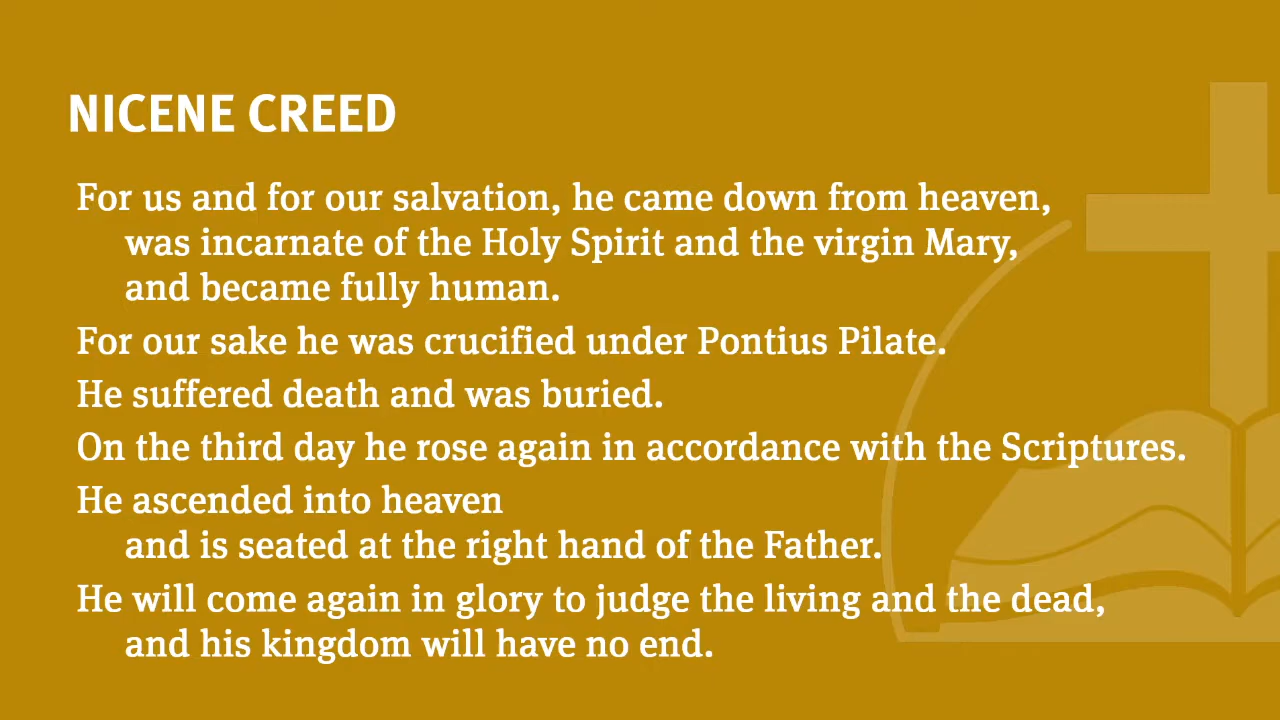 NICENE CREED
For us and for our salvation, he came down from heaven,
was incarnate of the Holy Spirit and the virgin Mary,
and became fully human.
For our sake he was crucified under Pontius Pilate.
He suffered death and was buried.
On the third day he rose again in accordance with the Scriptures.
He ascended into heaven
and is seated at the right hand of the Father.
He will come again in glory to judge the living and the dead,
and his kingdom will have no end.